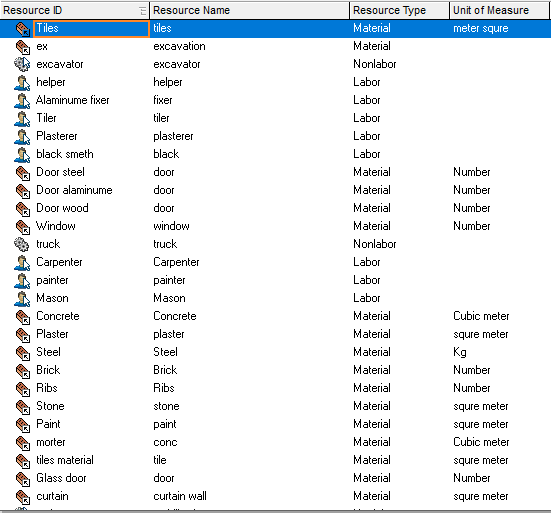 Resource ID Resource Name Resource Type Unit of Measure
Tiles tiles Material meter squre
ex excavation Material
excavator excavator Nonlabor
helper helper Labor
Alaminume fixer fixer Labor
Tiler tiler Labor
Plasterer plasterer Labor
black smeth black Labor
Door steel door Material Number
Door alaminume door Material Number
Door wood door Material Number
Window window Material Number
truck truck Nonlabor
Carpenter Carpenter Labor
painter painter Labor
Mason Mason Labor
Concrete Concrete Material Cubic meter
Plaster plaster Material squre meter
Steel Steel Material Kg
Brick Brick Material Number
Ribs Ribs Material Number
Stone stone Material squre meter
Paint paint Material squre meter
morter conc Material Cubic meter
tiles material tile Material squre meter
Glass door door Material Number
curtain curtain wall Material squre meter